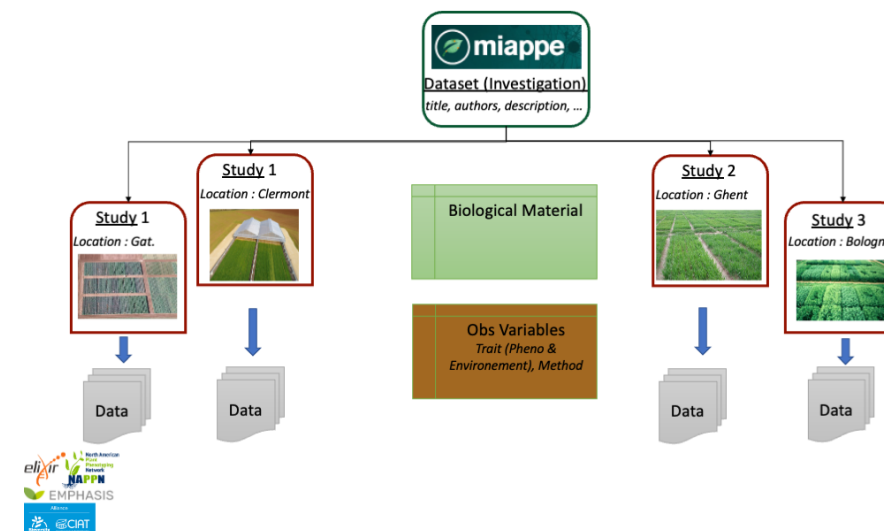 miappe
Dataset (Investigation)
title, authors, description, ...
Study 1
Location : Clermont
Study 1
Location : Gat.
Biological Material
Study 2
Location : Ghent
Study 3
Location : Bologn
Obs Variables
Trait (Pheno &
Environement), Method
Data
Data
Data
Data
elixir
North American
Plant
Phenotyping
Network
NAPPN
EMPHASIS
Alliance
CIAT